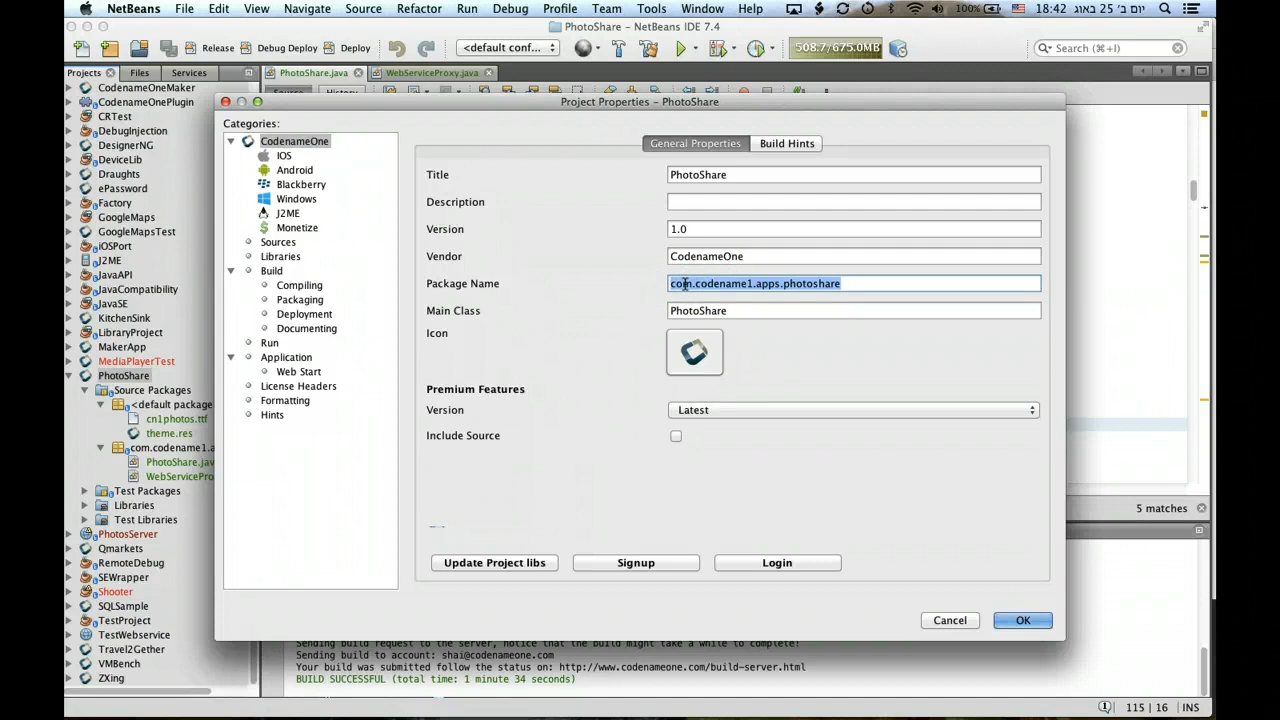 NetBeans File Edit View Navigate Source Refactor Run Debug Profile Team Tools Window Help 100% 18:42 יום ב׳ 25 באוג
PhotoShare – NetBeans IDE 7.4
Release Debug Deploy Deploy <default conf... 508.7/675.0MB Search (⌘+I)
Projects Files Services PhotoShare.java WebServiceProxy.java
Source History
CodenameOneMaker
CodenameOnePlugin
CRTest
DebugInjection
DesignerNG
DeviceLib
Draughts
ePassword
Factory
GoogleMaps
GoogleMapsTest
iOSPort
J2ME
JavaAPI
JavaCompatibility
JavaSE
KitchenSink
LibraryProject
MakerApp
MediaPlayerTest
PhotoShare
Source Packages
<default package
cn1photos.ttf
theme.res
com.codename1.a
PhotoShare.jav
WebServicePro
Test Packages
Libraries
Test Libraries
PhotosServer
Qmarkets
RemoteDebug
SEWrapper
Shooter
SQLSample
TestProject
TestWebservice
Travel2Gether
VMBench
ZXing
Project Properties – PhotoShare
Categories:
CodenameOne
IOS
Android
Blackberry
Windows
J2ME
Monetize
Sources
Libraries
Build
Compiling
Packaging
Deployment
Documenting
Run
Application
Web Start
License Headers
Formatting
Hints
General Properties Build Hints
Title PhotoShare
Description
Version 1.0
Vendor CodenameOne
Package Name com.codename1.apps.photoshare
Main Class PhotoShare
Icon
Premium Features
Version Latest
Include Source
Update Project libs Signup Login
Cancel OK
5 matches
Sending build request to the server, notice that the build might take a while to complete!
Sending build to account: shai@codenameone.com
Your build was submitted follow the status on: http://www.codenameone.com/build-server.html
BUILD SUCCESSFUL (total time: 1 minute 34 seconds)
115 | 16 INS